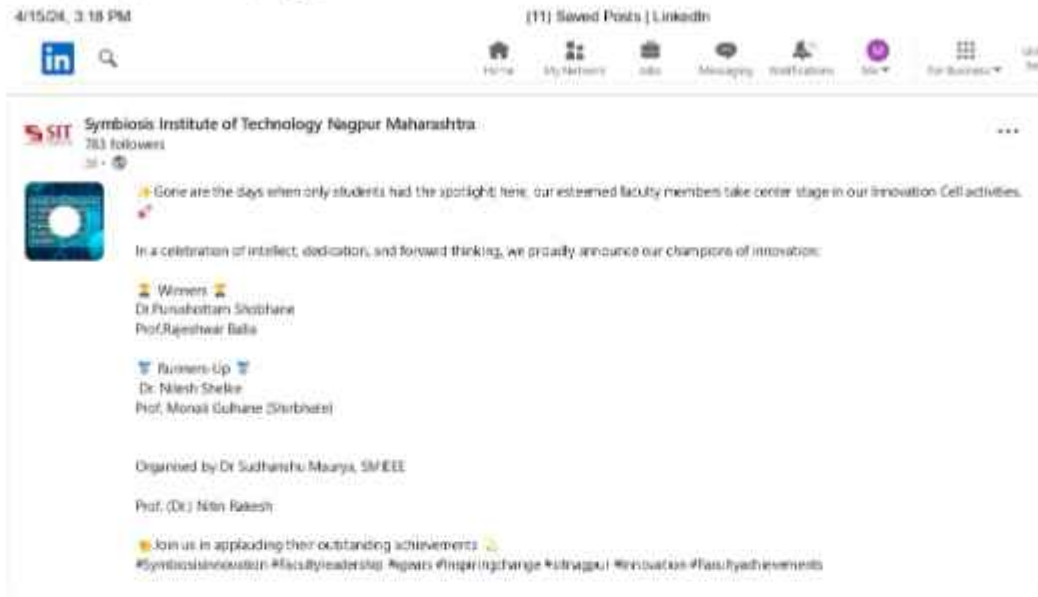 4/15/24, 3:18 PM
(11) Saved Posts | LinkedIn
in
Home My Network Jobs Messaging Notifications Me For Business
SIT
Symbiosis Institute of Technology Nagpur Maharashtra
783 followers
Gone are the days when only students had the spotlight; here, our esteemed faculty members take center stage in our Innovation Cell activities.
In a celebration of intellect, dedication, and forward thinking, we proudly announce our champions of innovation:
Winners
Dr.Purushottam Shobhane
Prof.Rajeshwar Balla
Runners-Up
Dr. Nilesh Shelke
Prof. Monali Gulhane (Shirbhate)
Organised by Dr Sudhanshu Maurya, SMIEEE
Prof. (Dr.) Nitin Rakesh
Join us in applauding their outstanding achievements
#SymbiosisInnovation #facultyleadership #inspiringchange #sitnagpur #innovation #facultyachievements